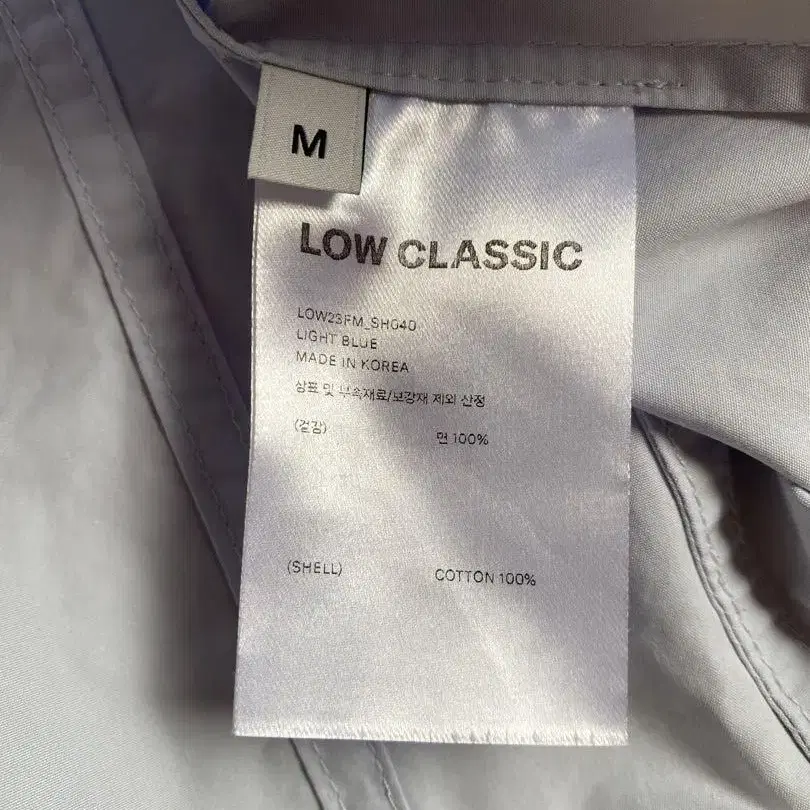 M
LOW CLASSIC
LOW23FM_SH040
LIGHT BLUE
MADE IN KOREA
상표 및 부속재료/보강재 제외 산정
(겉감) 면 100%
(SHELL) COTTON 100%